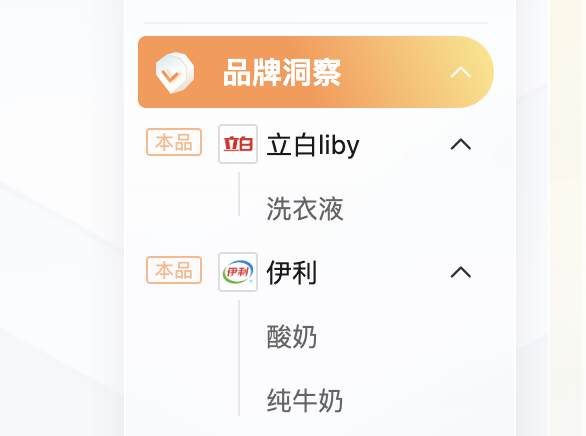 品牌洞察
本品 立白 立白liby
洗衣液
本品 伊利 伊利
酸奶
纯牛奶